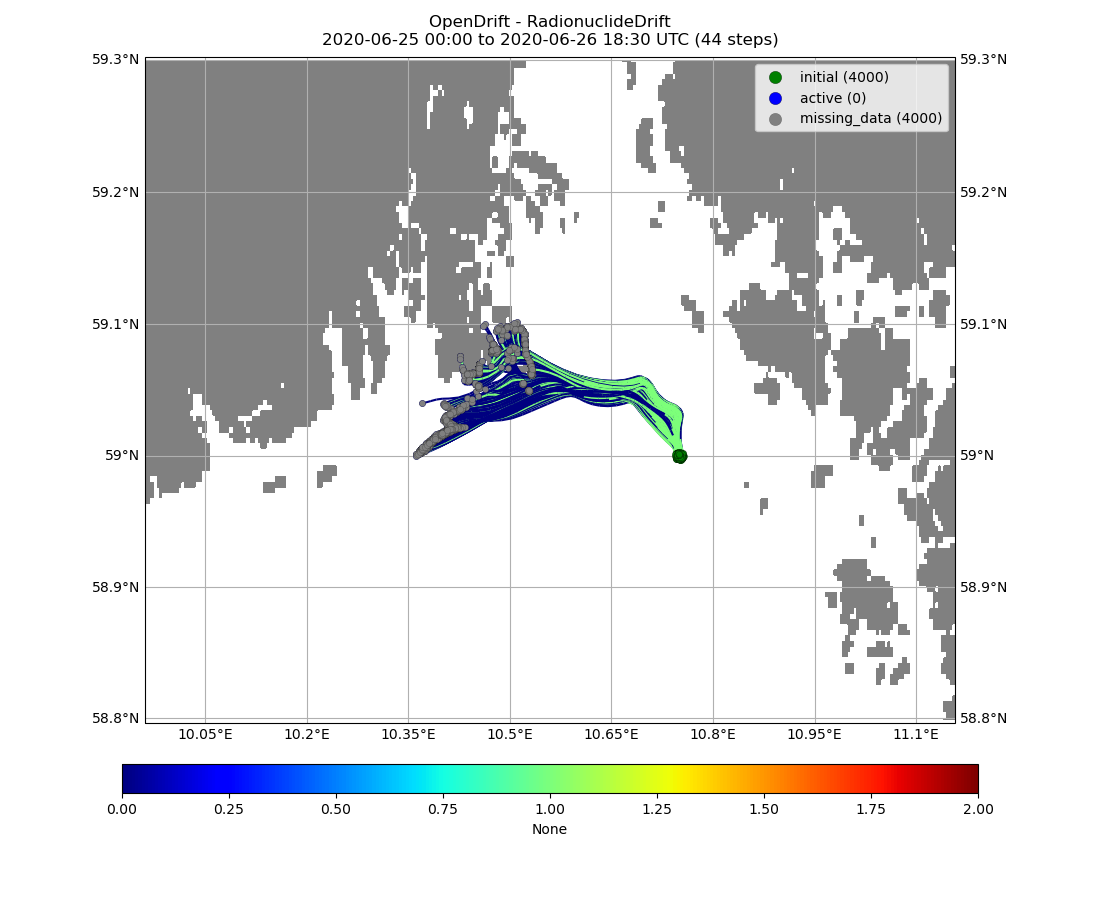 OpenDrift - RadionuclideDrift
2020-06-25 00:00 to 2020-06-26 18:30 UTC (44 steps)
59.3°N 59.3°N
initial (4000)
active (0)
missing_data (4000)
59.2°N 59.2°N
59.1°N 59.1°N
59°N 59°N
58.9°N 58.9°N
58.8°N 58.8°N
10.05°E 10.2°E 10.35°E 10.5°E 10.65°E 10.8°E 10.95°E 11.1°E
0.00 0.25 0.50 0.75 1.00 1.25 1.50 1.75 2.00
None